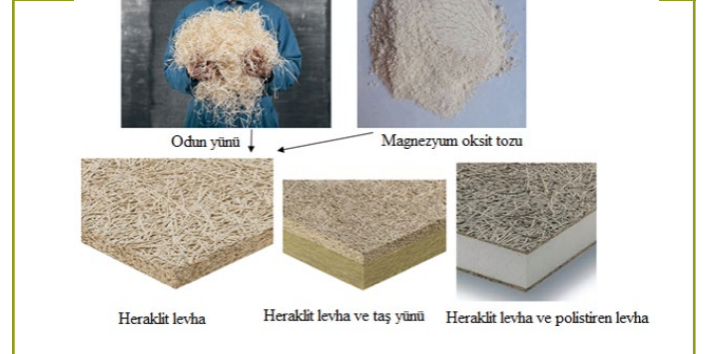 Odun yünü
Magnezyum oksit tozu
Heraklit levha
Heraklit levha ve taş yünü
Heraklit levha ve polistiren levha